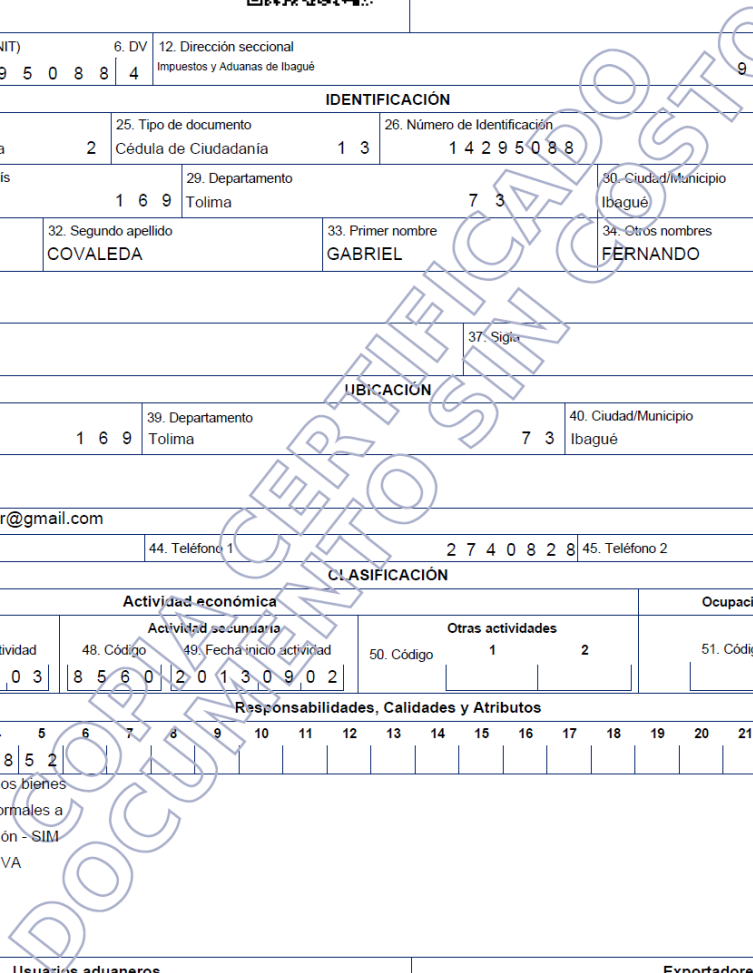 NIT) 6. DV 12. Dirección seccional
9 5 0 8 8 4 Impuestos y Aduanas de Ibagué 9
IDENTIFICACIÓN
25. Tipo de documento 26. Número de Identificación
2 Cédula de Ciudadanía 1 3 1 4 2 9 5 0 8 8
ís 29. Departamento 30. Ciudad/Municipio
1 6 9 Tolima 7 3 Ibagué
32. Segundo apellido 33. Primer nombre 34. Otros nombres
COVALEDA GABRIEL FERNANDO
37. Sigla
UBICACIÓN
39. Departamento 40. Ciudad/Municipio
1 6 9 Tolima 7 3 Ibagué
r@gmail.com
44. Teléfono 1 2 7 4 0 8 2 8 45. Teléfono 2
CLASIFICACIÓN
Actividad económica Ocupaci
Actividad secundaria Otras actividades
tividad 48. Código 49. Fecha inicio actividad 50. Código 1 2 51. Códi
0 3 8 5 6 0 2 0 1 3 0 9 0 2
Responsabilidades, Calidades y Atributos
5 6 7 8 9 10 11 12 13 14 15 16 17 18 19 20 21
8 5 2
os bienes
ormales a
ón - SIM
VA
Usuarios aduaneros Exportadore
COPIA CERTIFICADO
DOCUMENTO SIN COSTO